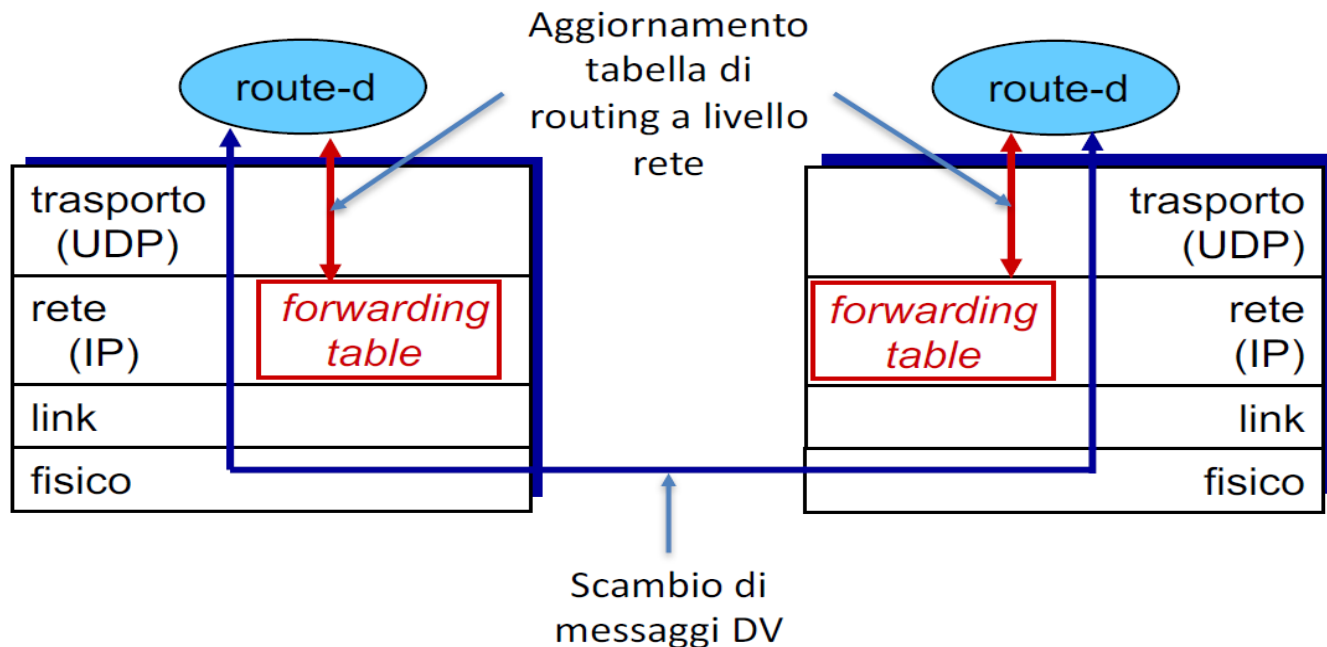 Aggiornamento
tabella di
routing a livello
rete
route-d
trasporto
(UDP)
rete
(IP)
forwarding
table
link
fisico
route-d
trasporto
(UDP)
forwarding
table
rete
(IP)
link
fisico
Scambio di
messaggi DV